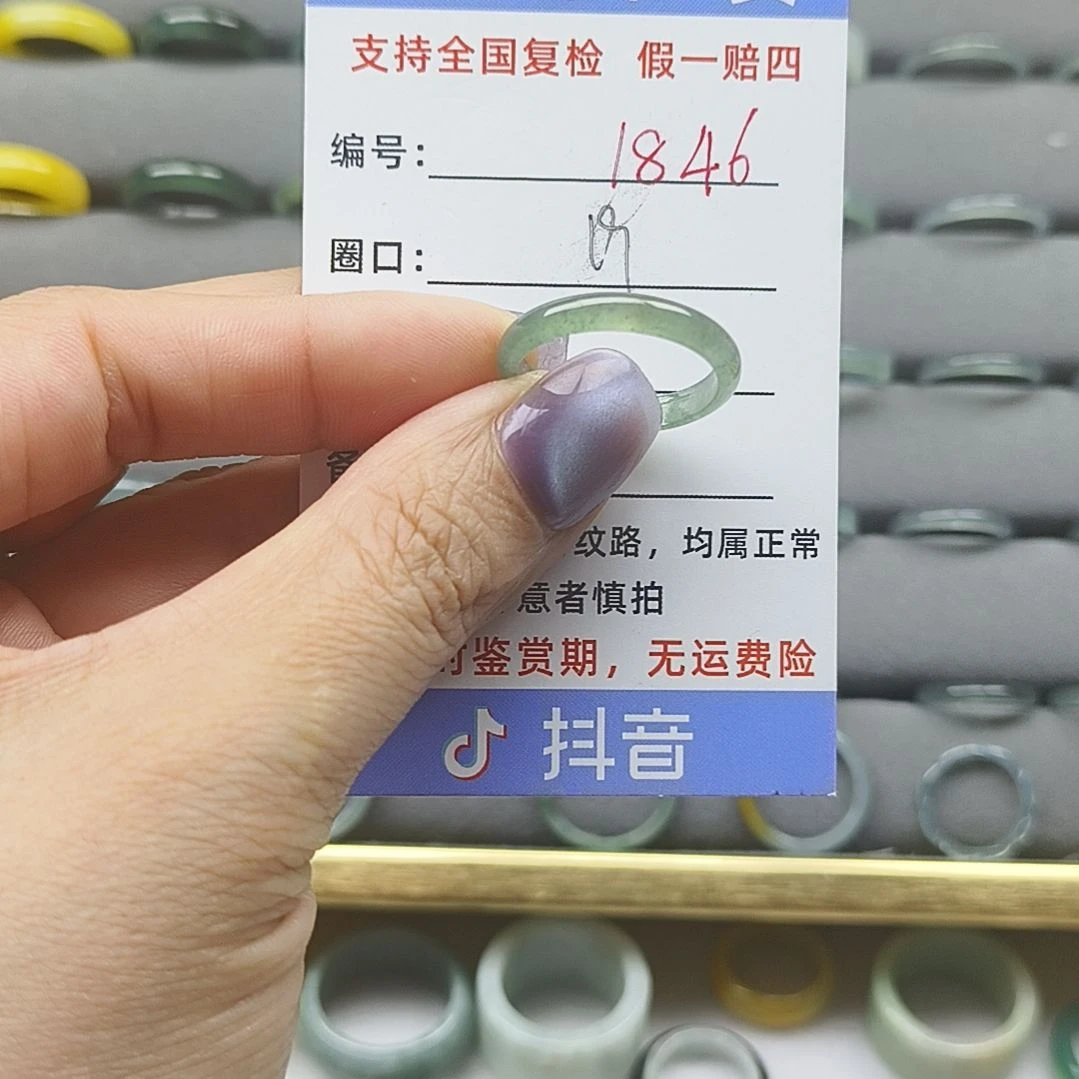 支持全国复检 假一赔四
编号： 1846
圈口：
纹路，均属正常
意者慎拍
鉴赏期，无运费险
抖音